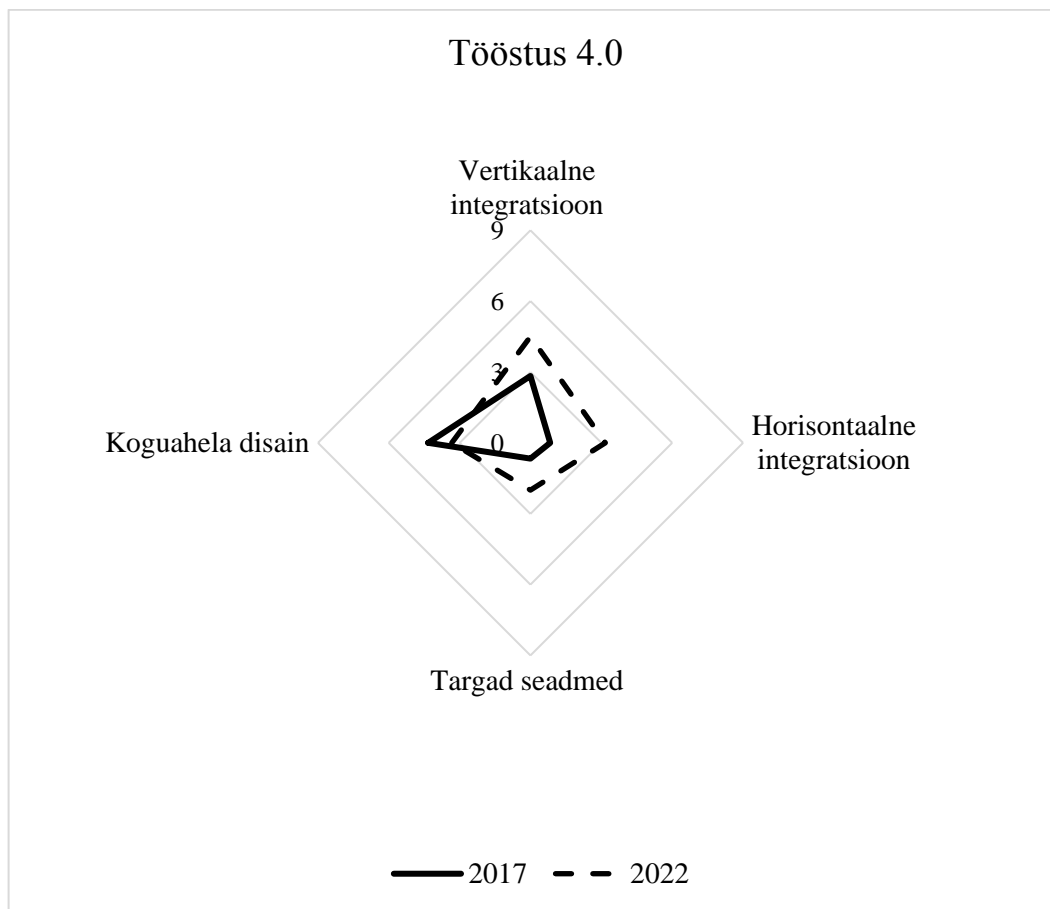 Tööstus 4.0
Vertikaalne
integratsioon
9
6
3
0
Horisontaalne
integratsioon
Koguahela disain
Targad seadmed
2017
2022